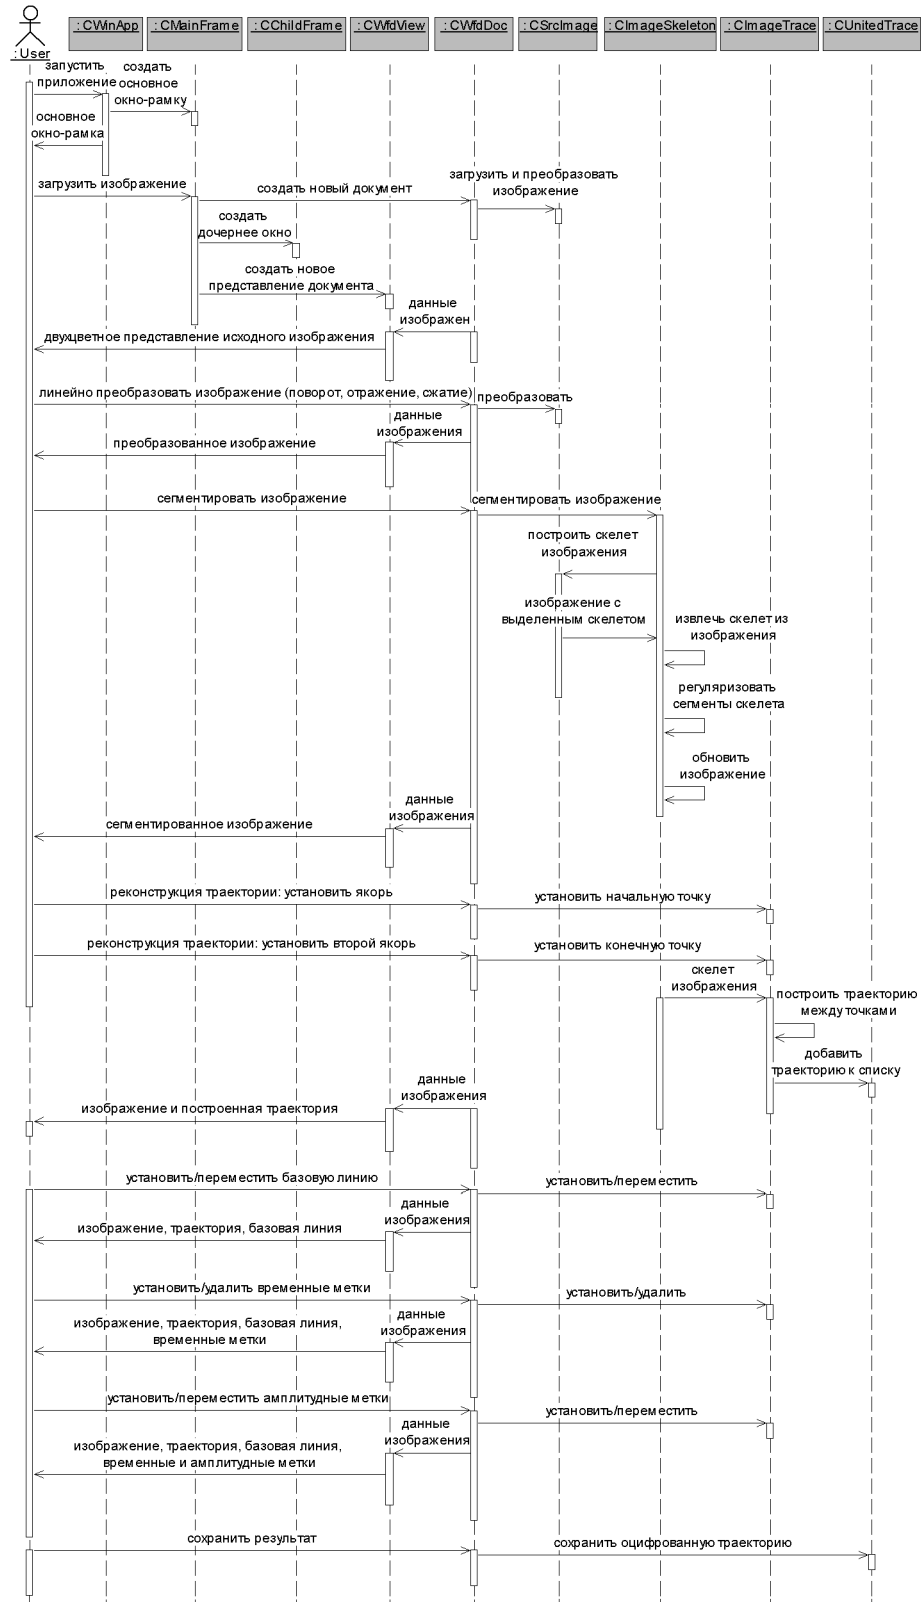 : User
: CWinApp
: CMainFrame
: CChildFrame
: CWfdView
: CWfdDoc
: CSrcImage
: CImageSkeleton
: CImageTrace
: CUnitedTrace
запустить
приложение
создать
основное
окно-рамку
основное
окно-рамка
загрузить изображение
создать новый документ
загрузить и преобразовать
изображение
создать
дочернее окно
создать новое
представление документа
данные
изображен
двухцветное представление исходного изображения
линейно преобразовать изображение (поворот, отражение, сжатие)
преобразовать
данные
изображения
преобразованное изображение
сегментировать изображение
сегментировать изображение
построить скелет
изображения
изображение с
выделенным скелетом
извлечь скелет из
изображения
регуляризовать
сегменты скелета
обновить
изображение
данные
изображения
сегментированное изображение
реконструкция траектории: установить якорь
установить начальную точку
реконструкция траектории: установить второй якорь
установить конечную точку
скелет
изображения
построить траекторию
между точками
добавить
траекторию к списку
данные
изображения
изображение и построенная траектория
установить/переместить базовую линию
установить/переместить
данные
изображения
изображение, траектория, базовая линия
установить/удалить временные метки
установить/удалить
данные
изображения
изображение, траектория, базовая линия,
временные метки
установить/переместить амплитудные метки
установить/переместить
данные
изображения
изображение, траектория, базовая линия,
временные и амплитудные метки
сохранить результат
сохранить оцифрованную траекторию